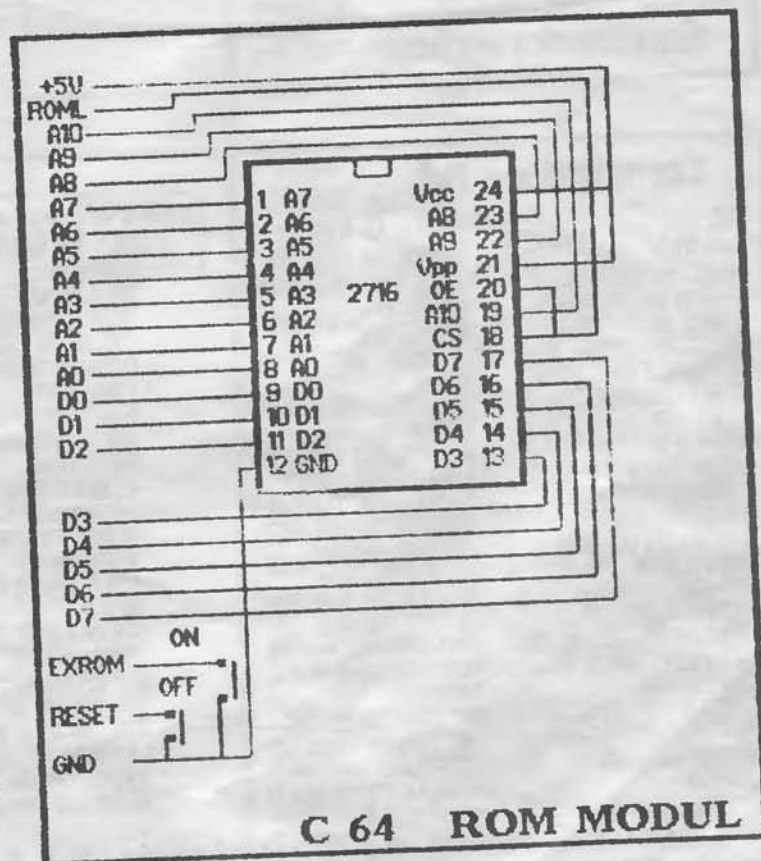 +5V
ROML
A10
A9
A8
A7
A6
A5
A4
A3
A2
A1
A0
D0
D1
D2
D3
D4
D5
D6
D7
EXROM
RESET
GND
ON
OFF
1 A7 Vcc 24
2 A6 A8 23
3 A5 A9 22
4 A4 Vpp 21
5 A3 2716 OE 20
6 A2 A10 19
7 A1 CS 18
8 A0 D7 17
9 D0 D6 16
10 D1 D5 15
11 D2 D4 14
12 GND D3 13
C 64 ROM MODUL